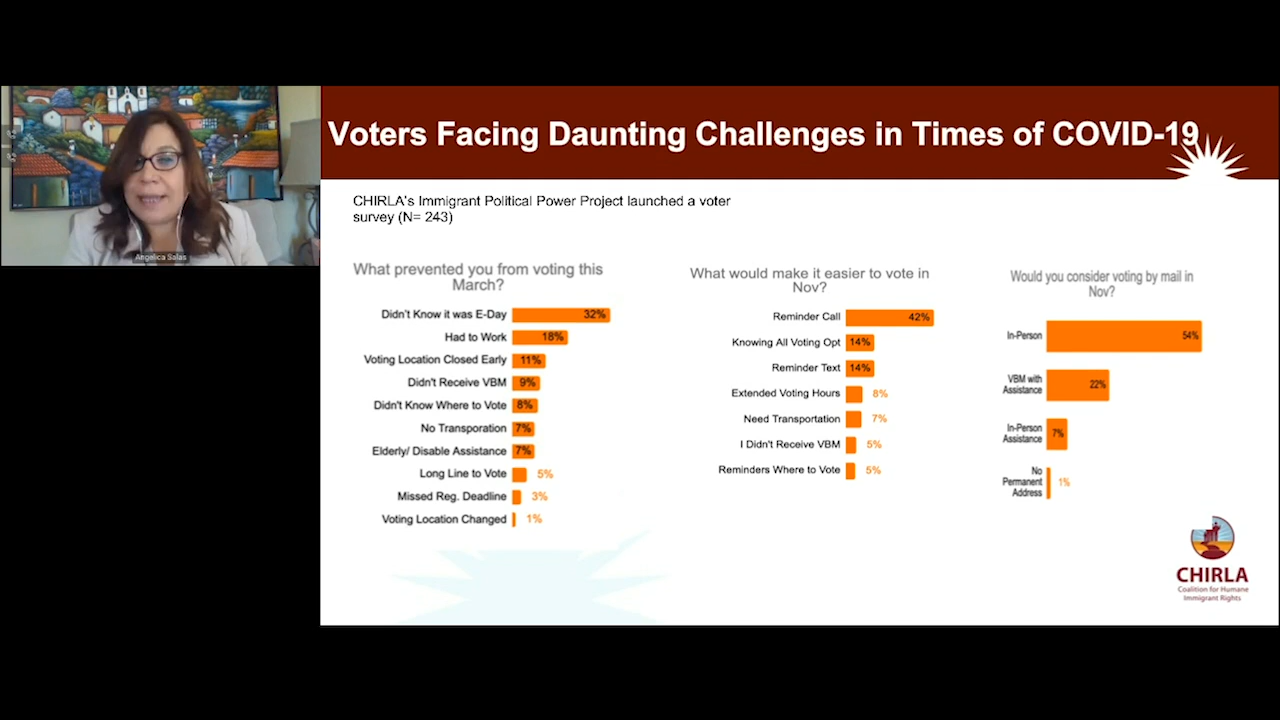 Voters Facing Daunting Challenges in Times of COVID-19
CHIRLA's Immigrant Political Power Project launched a voter
survey (N= 243)
Angelica Salas
What prevented you from voting this
March?
Didn't Know it was E-Day 32%
Had to Work 18%
Voting Location Closed Early 11%
Didn't Receive VBM 9%
Didn't Know Where to Vote 8%
No Transporation 7%
Elderly/ Disable Assistance 7%
Long Line to Vote 5%
Missed Reg. Deadline 3%
Voting Location Changed 1%
What would make it easier to vote in
Nov?
Reminder Call 42%
Knowing All Voting Opt 14%
Reminder Text 14%
Extended Voting Hours 8%
Need Transportation 7%
I Didn't Receive VBM 5%
Reminders Where to Vote 5%
Would you consider voting by mail in
Nov?
In-Person 54%
VBM with
Assistance 22%
In-Person
Assistance 7%
No
Permanent
Address 1%
CHIRLA
Coalition for Humane
Immigrant Rights